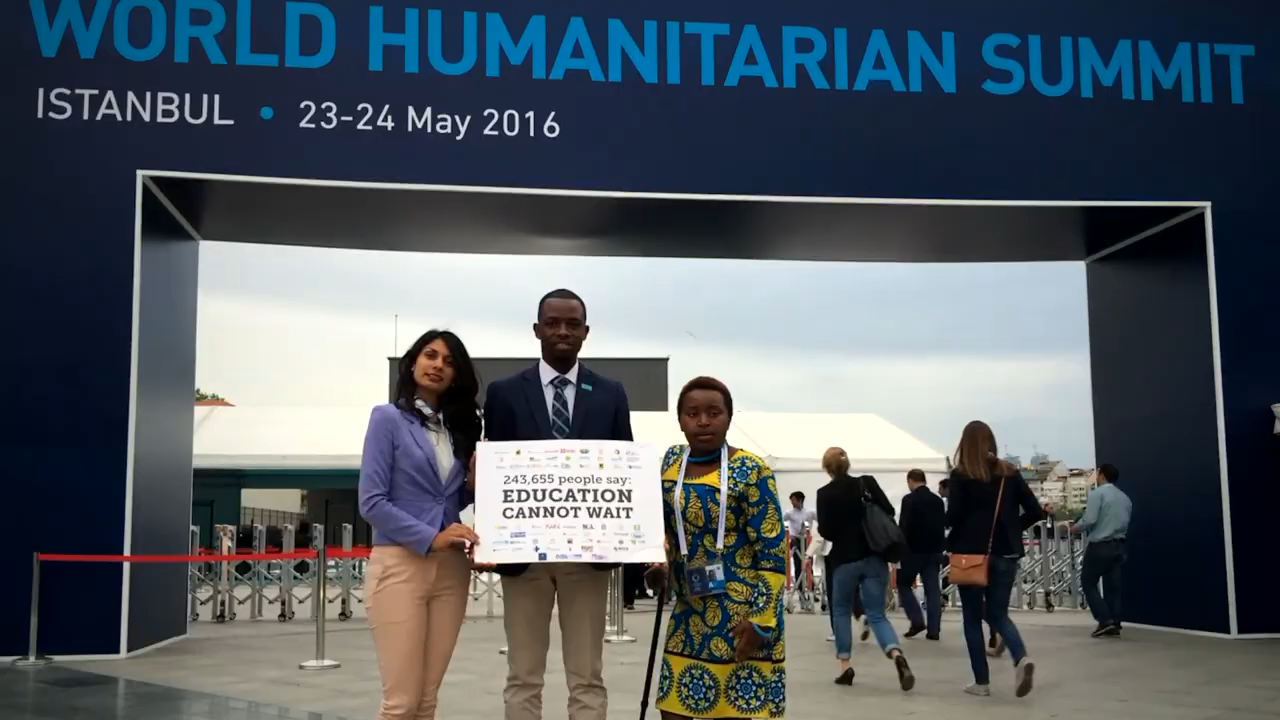 WORLD HUMANITARIAN SUMMIT
ISTANBUL • 23-24 May 2016
243,655 people say:
EDUCATION
CANNOT WAIT